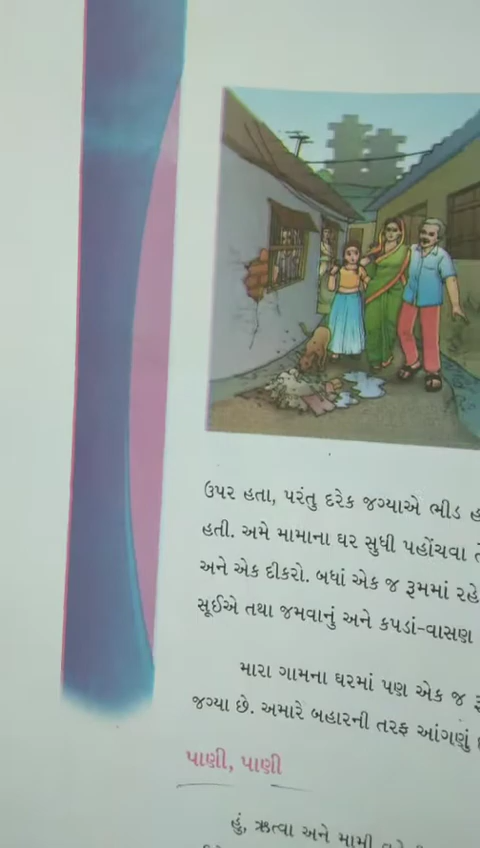 ઉપર હતા, પરંતુ દરેક જગ્યાએ ભીડ
હતી. અમે મામાના ઘર સુધી પહોંચવા
અને એક દીકરો. બધાં એક જ રૂમમાં રહે
સૂઈએ તથા જમવાનું અને કપડાં-વાસણ
મારા ગામના ઘરમાં પણ એક જ
જગ્યા છે. અમારે બહારની તરફ આંગણું
પાણી, પાણી
હું, ઋત્વા અને મામી